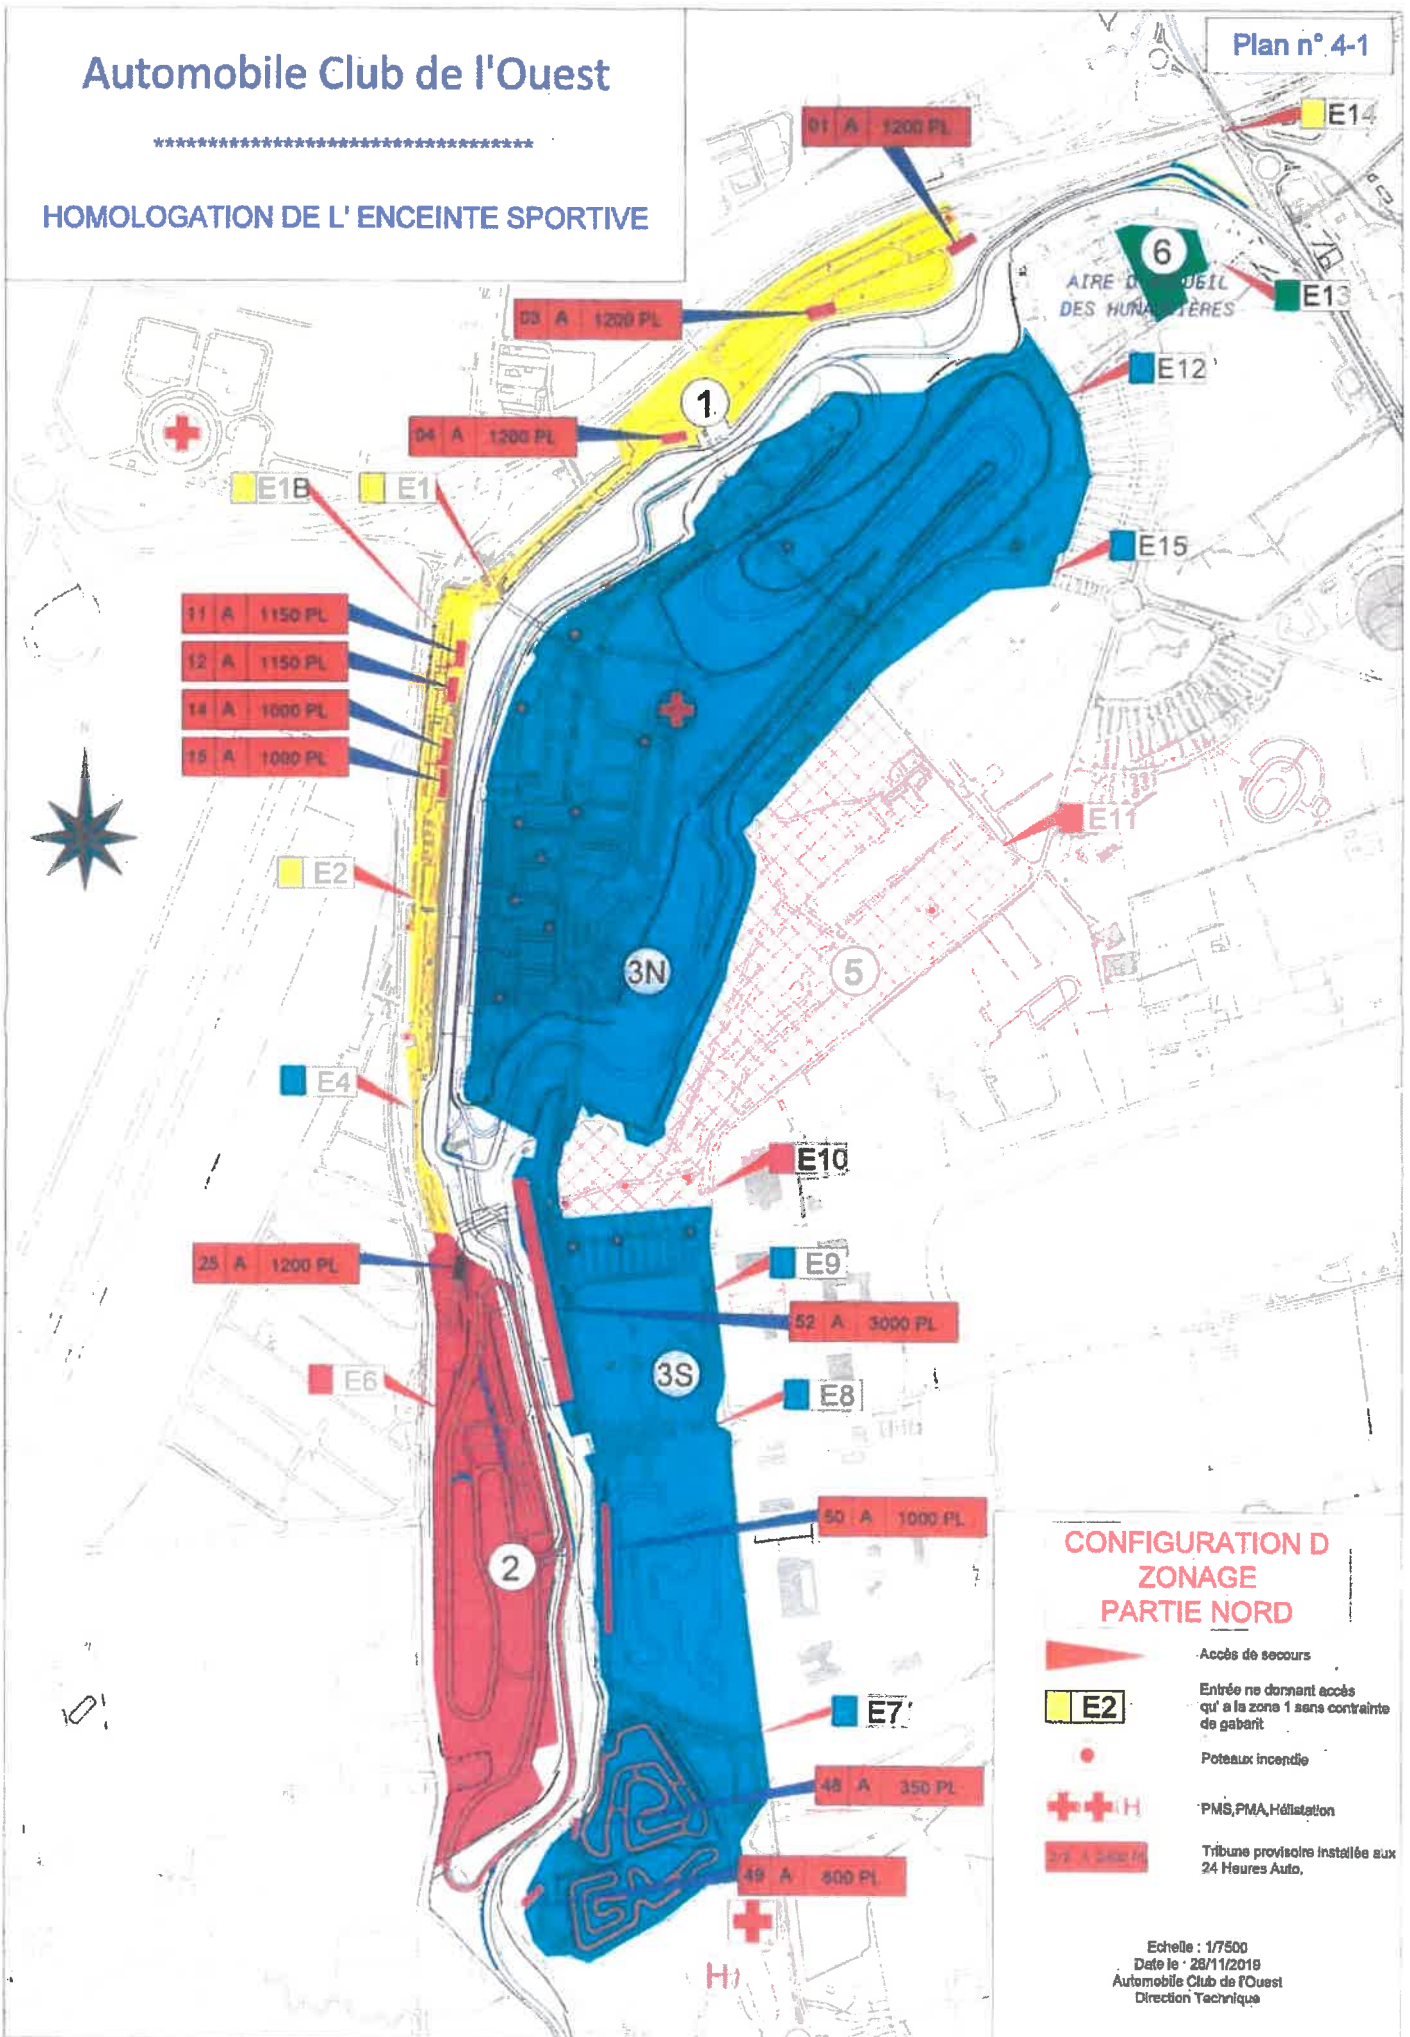 Automobile Club de l'Ouest
***********************************
HOMOLOGATION DE L' ENCEINTE SPORTIVE
Plan n° 4-1
E14
01 A 1200 PL
6
AIRE D
DES HUN
E13
03 A 1200 PL
E12
1
04 A 1200 PL
E1B
E1
E15
11 A 1150 PL
12 A 1150 PL
14 A 1000 PL
15 A 1000 PL
N
E11
E2
3N
5
E4
E10
25 A 1200 PL
E9
52 A 3000 PL
E6
3S
E8
50 A 1000 PL
2
E7
48 A 350 PL
49 A 800 PL
H
CONFIGURATION D
ZONAGE
PARTIE NORD
Accès de secours
E2
Entrée ne donnant accès
qu' a la zone 1 sans contrainte
de gabarit
Poteaux incendie
H
PMS,PMA,Hélistation
Tribune provisoire installée aux
24 Heures Auto.
Echelle : 1/7500
Date le : 28/11/2019
Automobile Club de l'Ouest
Direction Technique